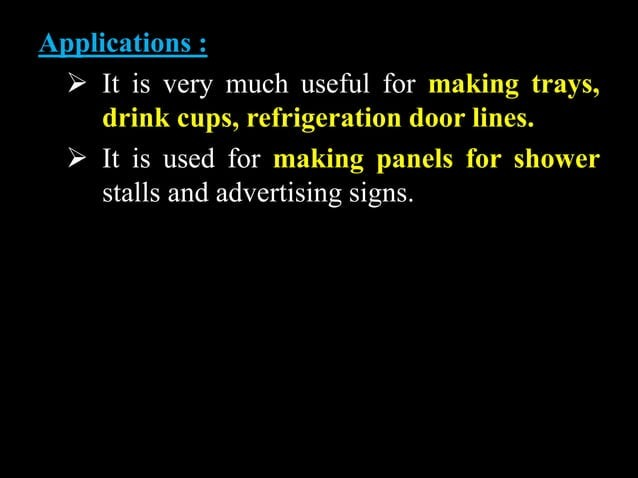 Applications :
➢ It is very much useful for making trays,
drink cups, refrigeration door lines.
➢ It is used for making panels for shower
stalls and advertising signs.